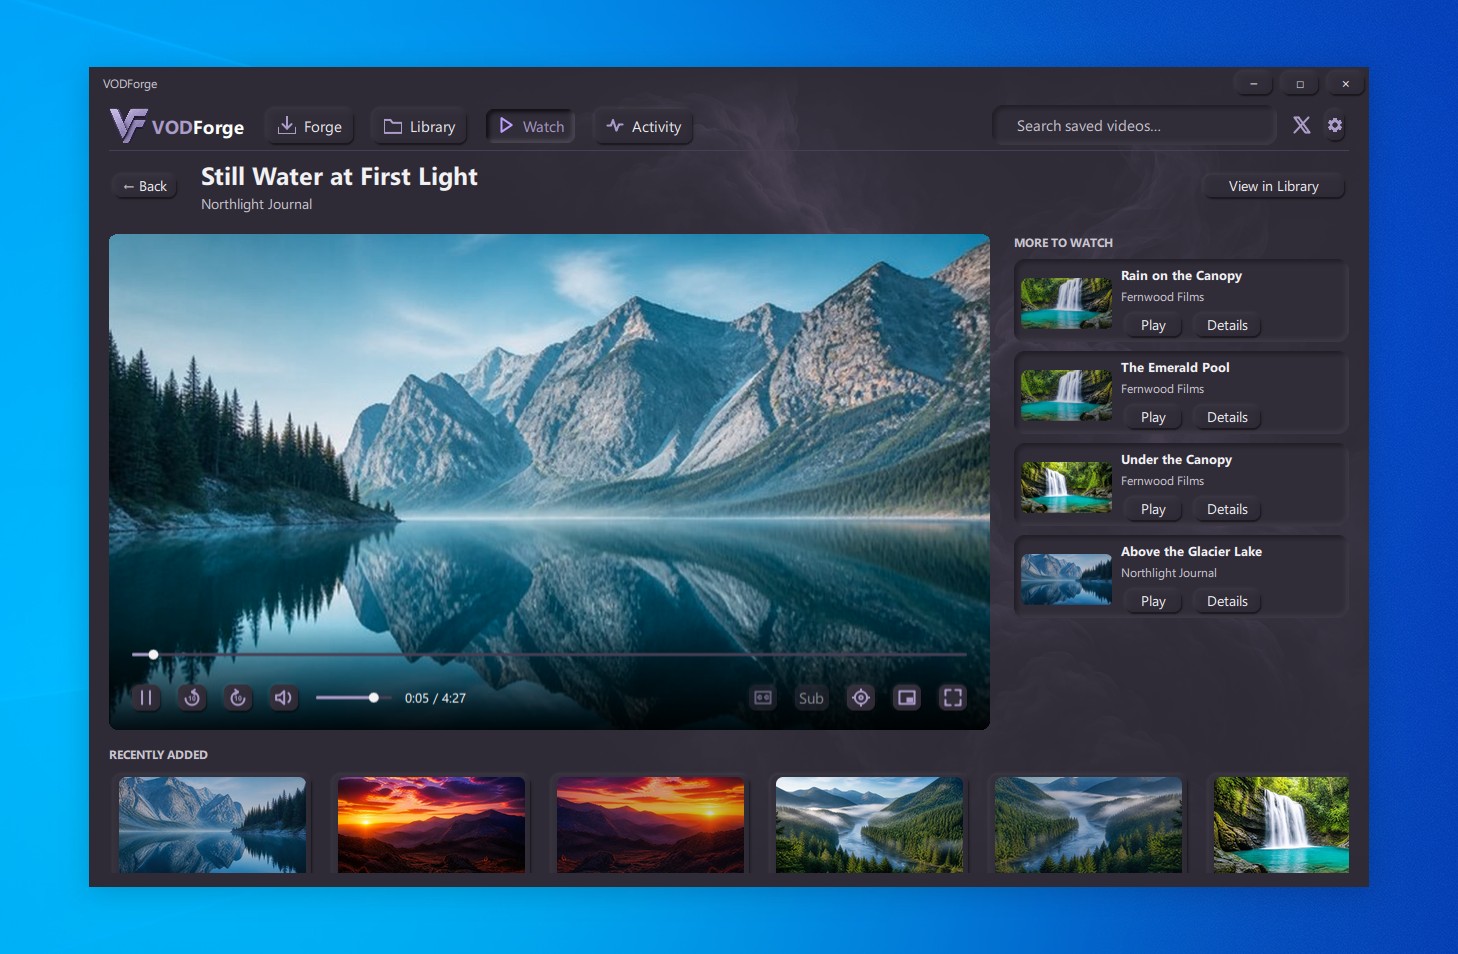 VODForge
VODForge
Forge
Library
Watch
Activity
Search saved videos...
← Back
Still Water at First Light
Northlight Journal
View in Library
MORE TO WATCH
Rain on the Canopy
Fernwood Films
Play Details
The Emerald Pool
Fernwood Films
Play Details
Under the Canopy
Fernwood Films
Play Details
Above the Glacier Lake
Northlight Journal
Play Details
10
10
0:05 / 4:27
Sub
RECENTLY ADDED